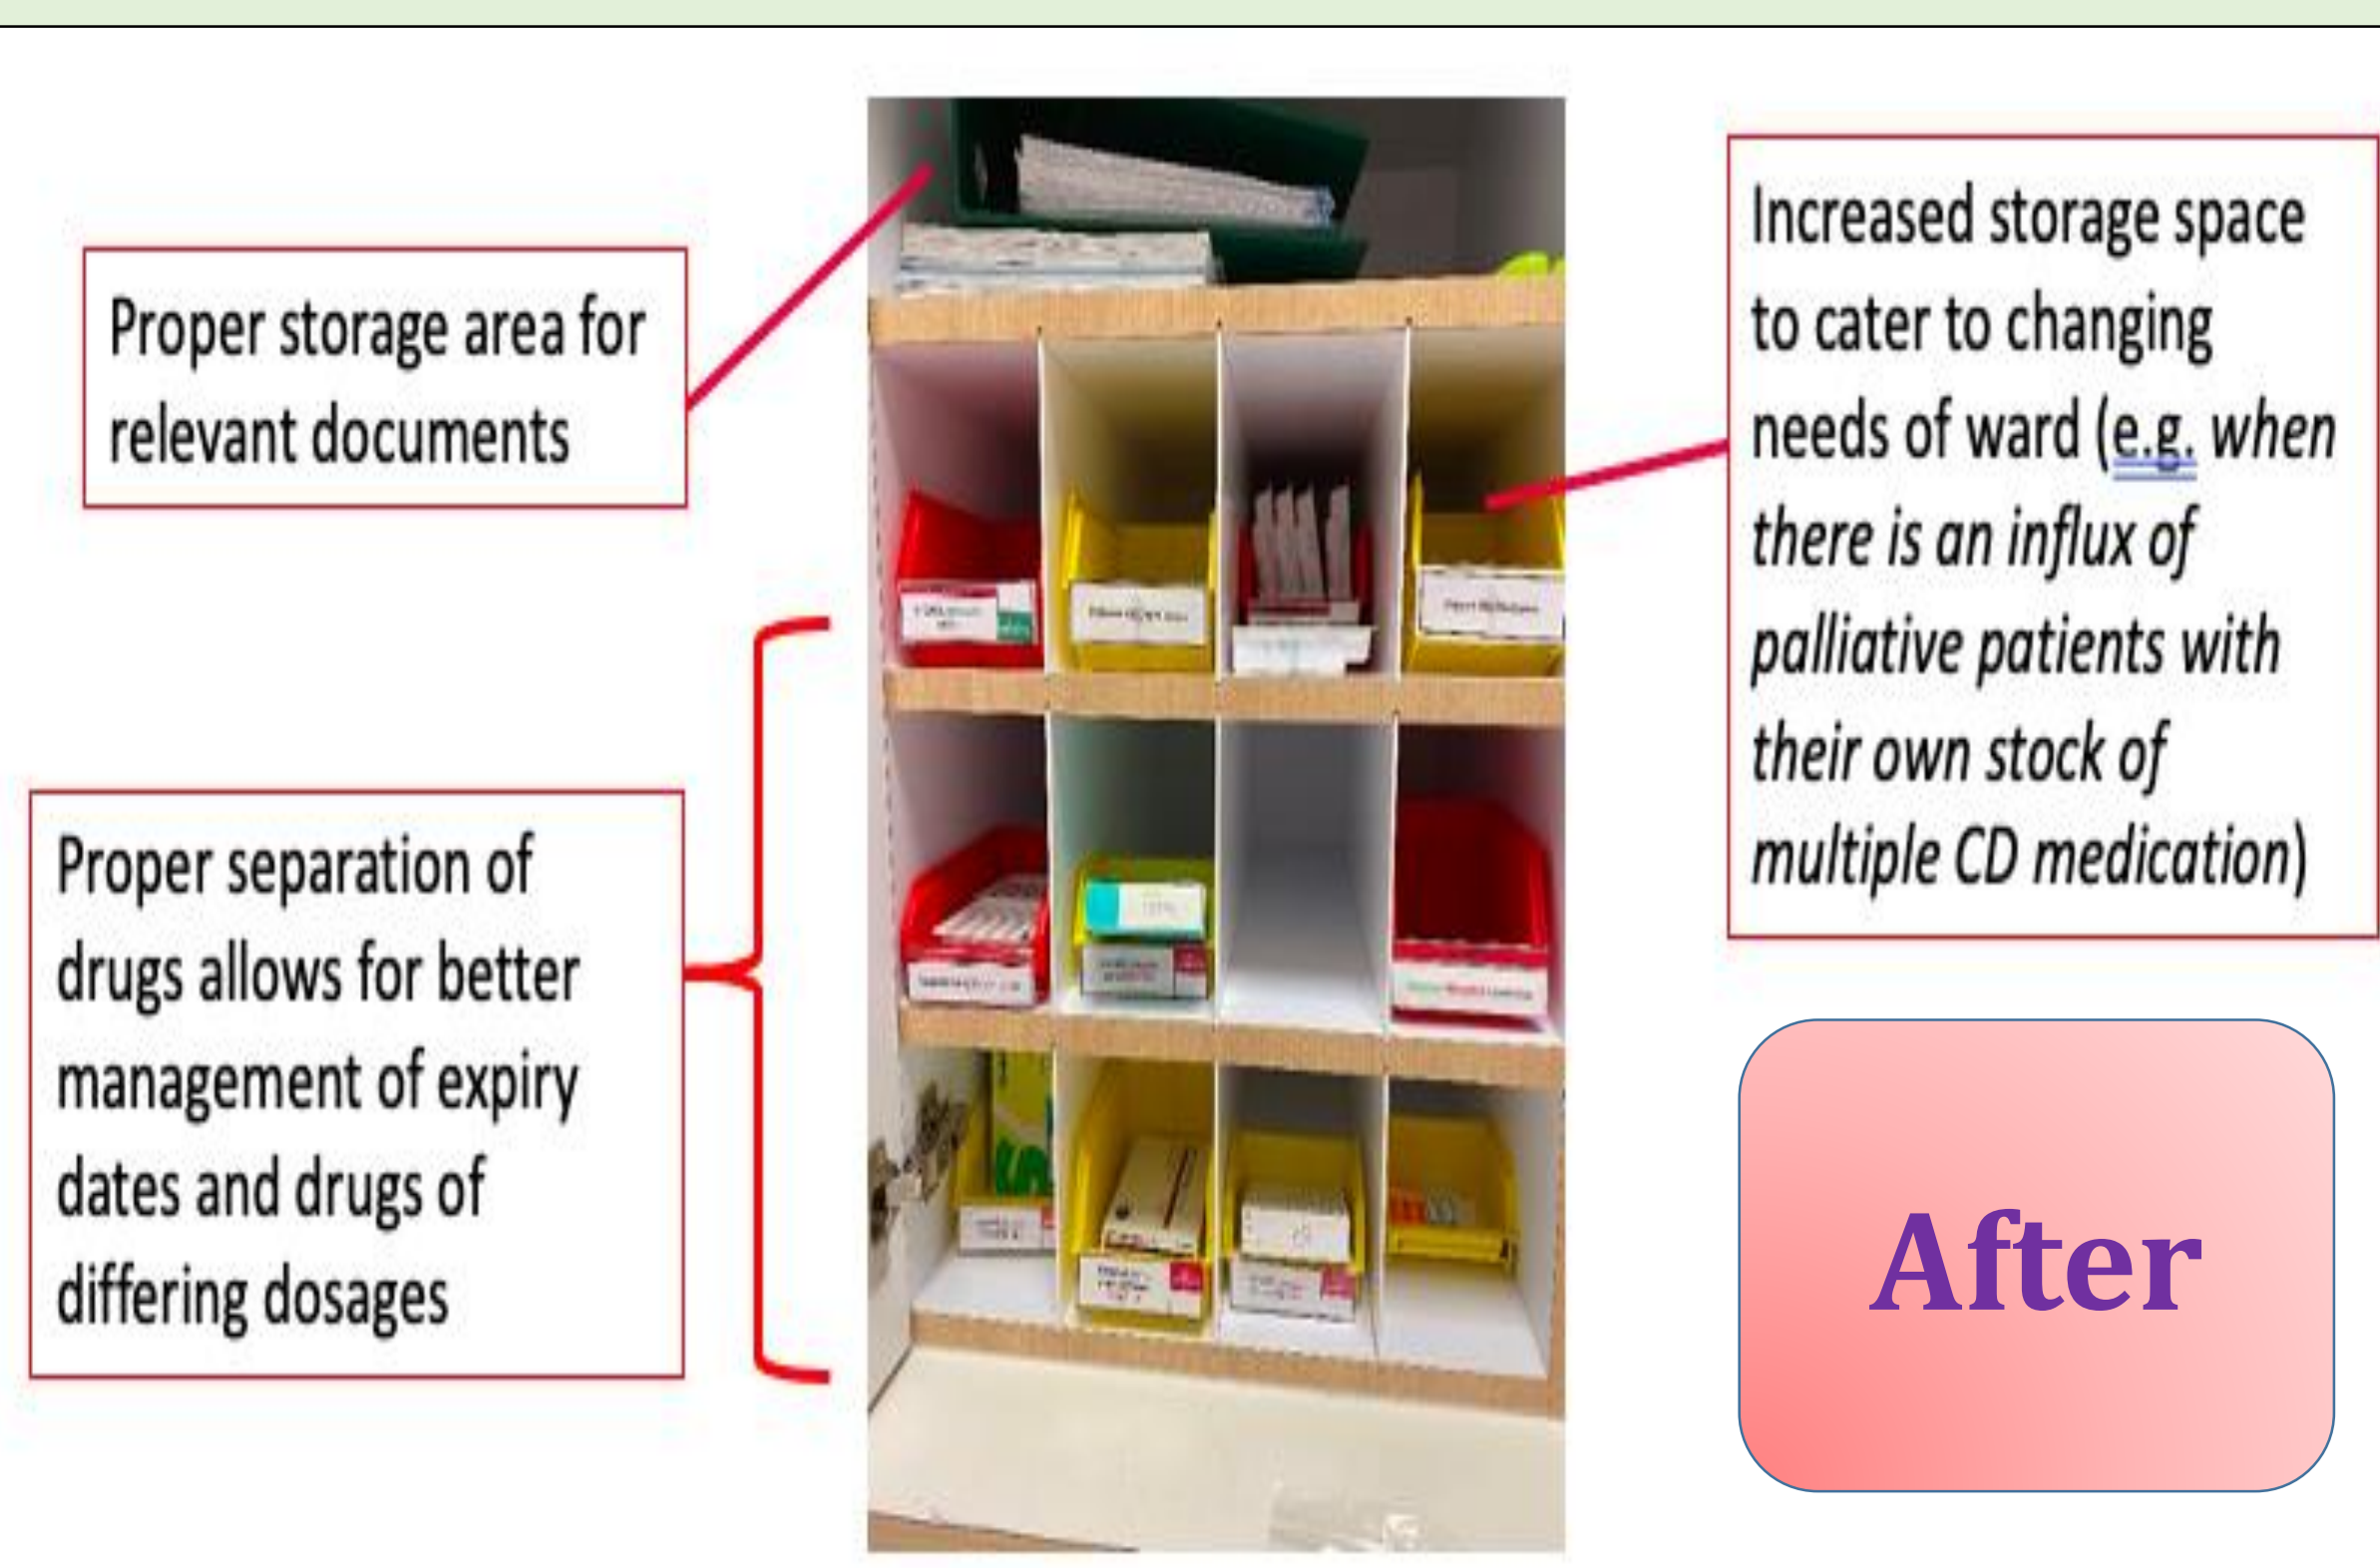 Proper storage area for
relevant documents
Proper separation of
drugs allows for better
management of expiry
dates and drugs of
differing dosages
Increased storage space
to cater to changing
needs of ward (e.g. when
there is an influx of
palliative patients with
their own stock of
multiple CD medication)
After